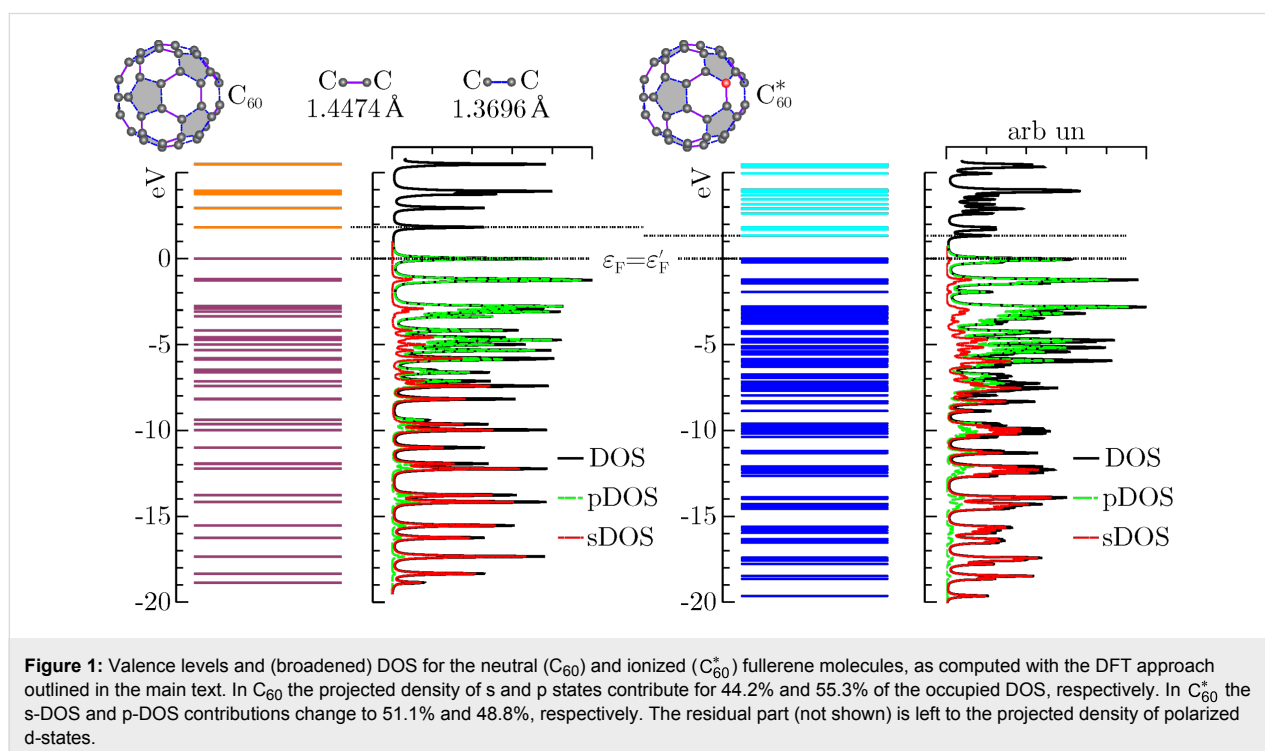 C₆₀
C C
1.4474 Å
C C
1.3696 Å
C*₆₀
arb un
eV
0
-5
-10
-15
-20
ε_F=ε′_F
DOS
pDOS
sDOS
eV
0
-5
-10
-15
-20
DOS
pDOS
sDOS
Figure 1: Valence levels and (broadened) DOS for the neutral (C₆₀) and ionized (C*₆₀) fullerene molecules, as computed with the DFT approach
outlined in the main text. In C₆₀ the projected density of s and p states contribute for 44.2% and 55.3% of the occupied DOS, respectively. In C*₆₀ the
s-DOS and p-DOS contributions change to 51.1% and 48.8%, respectively. The residual part (not shown) is left to the projected density of polarized
d-states.